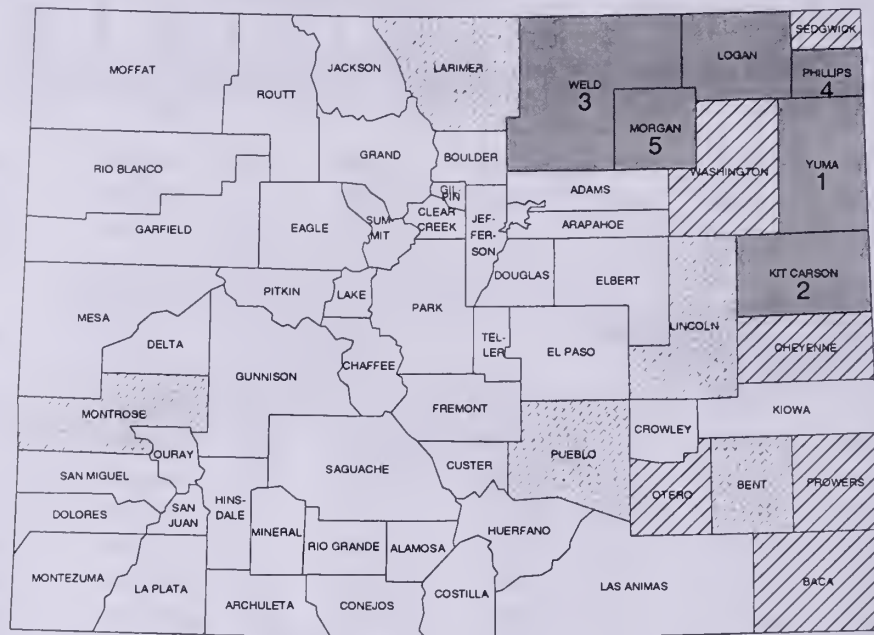 SEDGWICK
MOFFAT
ROUTT
JACKSON
LARIMER
WELD
3
LOGAN
PHILLIPS
4
MORGAN
5
WASHINGTON
YUMA
1
RIO BLANCO
GRAND
BOULDER
GIL-
PIN
CLEAR
CREEK
JEF-
FER-
SON
ADAMS
ARAPAHOE
GARFIELD
EAGLE
SUM-
MIT
DOUGLAS
ELBERT
KIT CARSON
2
PITKIN
LAKE
PARK
MESA
DELTA
GUNNISON
CHAFFEE
TEL-
LER
EL PASO
LINCOLN
CHEYENNE
MONTROSE
OURAY
FREMONT
CROWLEY
KIOWA
SAN MIGUEL
SAGUACHE
CUSTER
PUEBLO
OTERO
BENT
PROWERS
DOLORES
SAN
JUAN
HINS-
DALE
MINERAL
RIO GRANDE
ALAMOSA
HUERFANO
MONTEZUMA
LA PLATA
ARCHULETA
CONEJOS
COSTILLA
LAS ANIMAS
BACA